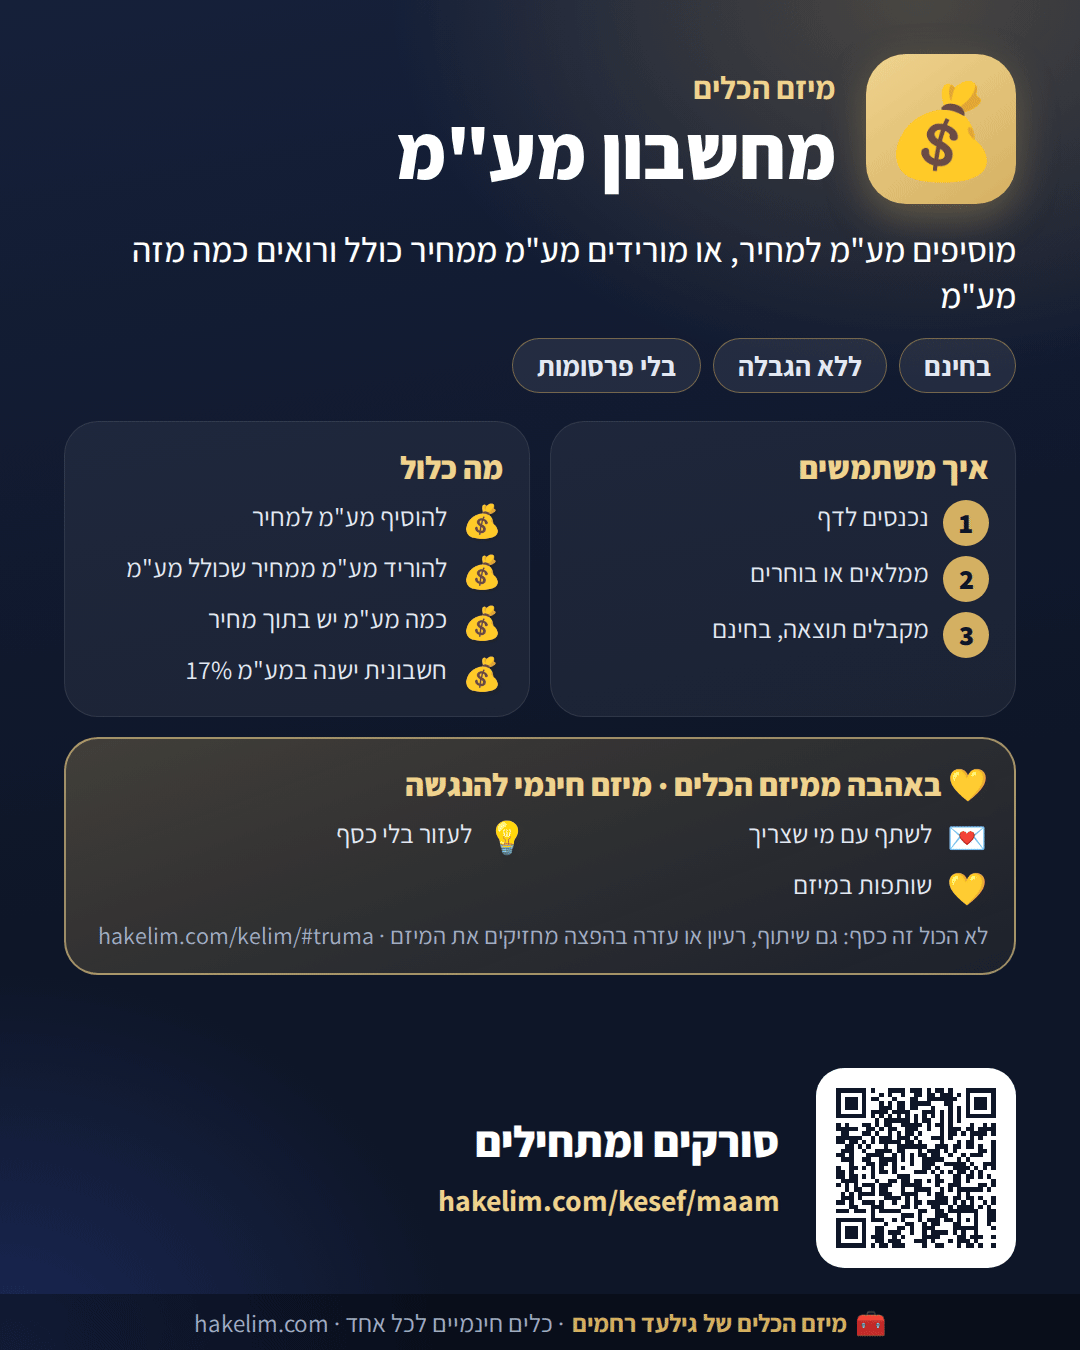 מיזם הכלים
מחשבון מע"מ
מוסיפים מע"מ למחיר, או מורידים מע"מ ממחיר כולל ורואים כמה מזה
מע"מ
בחינם
ללא הגבלה
בלי פרסומות
איך משתמשים
1 נכנסים לדף
2 ממלאים או בוחרים
3 מקבלים תוצאה, בחינם
מה כלול
להוסיף מע"מ למחיר
להוריד מע"מ ממחיר שכולל מע"מ
כמה מע"מ יש בתוך מחיר
חשבונית ישנה במע"מ 17%
באהבה ממיזם הכלים · מיזם חינמי להנגשה
לשתף עם מי שצריך
לעזור בלי כסף
שותפות במיזם
לא הכול זה כסף: גם שיתוף, רעיון או עזרה בהפצה מחזיקים את המיזם · hakelim.com/kelim/#truma
סורקים ומתחילים
hakelim.com/kesef/maam
מיזם הכלים של גילעד רחמים · כלים חינמיים לכל אחד · hakelim.com